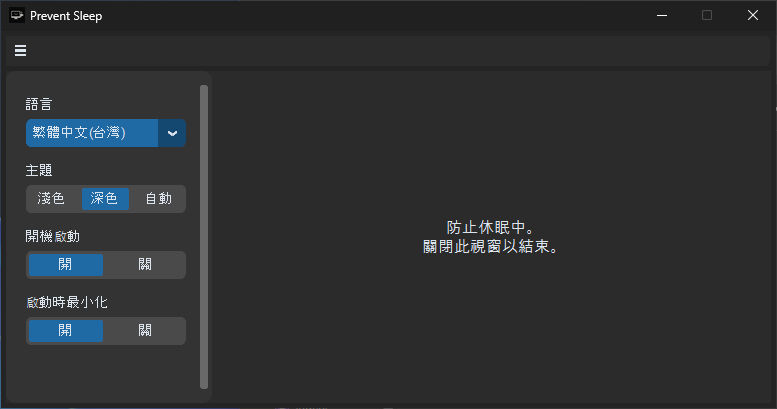 Prevent Sleep
語言
繁體中文(台灣)
主題
淺色 深色 自動
開機啟動
開 關
啟動時最小化
開 關
防止休眠中。
關閉此視窗以結束。